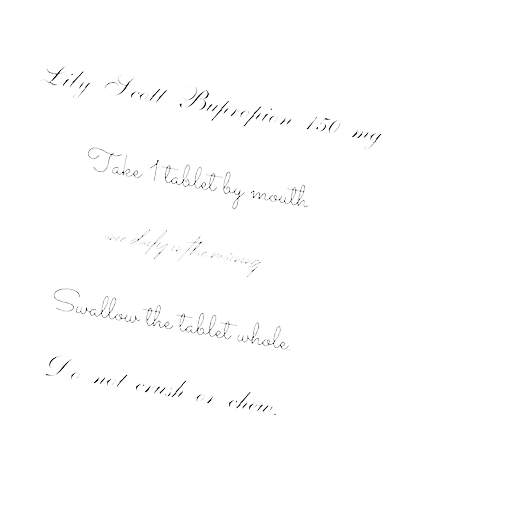 Lily Scott Bupropion 150 mg
Take 1 tablet by mouth
once daily in the morning
Swallow the tablet whole.
Do not crush or chew.